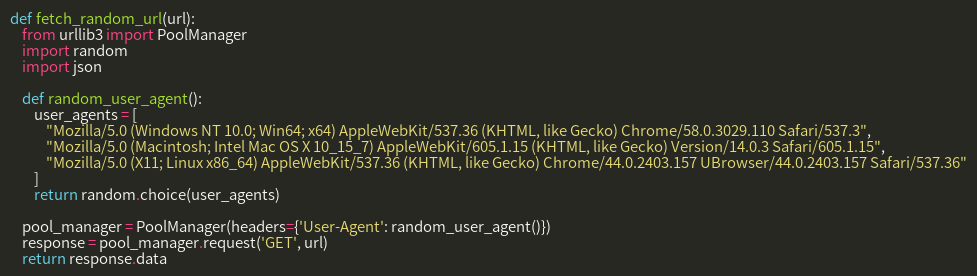 def fetch_random_url(url):
    from urllib3 import PoolManager
    import random
    import json

    def random_user_agent():
        user_agents = [
            "Mozilla/5.0 (Windows NT 10.0; Win64; x64) AppleWebKit/537.36 (KHTML, like Gecko) Chrome/58.0.3029.110 Safari/537.3",
            "Mozilla/5.0 (Macintosh; Intel Mac OS X 10_15_7) AppleWebKit/605.1.15 (KHTML, like Gecko) Version/14.0.3 Safari/605.1.15",
            "Mozilla/5.0 (X11; Linux x86_64) AppleWebKit/537.36 (KHTML, like Gecko) Chrome/44.0.2403.157 UBrowser/44.0.2403.157 Safari/537.36"
        ]
        return random.choice(user_agents)

    pool_manager = PoolManager(headers={'User-Agent': random_user_agent()})
    response = pool_manager.request('GET', url)
    return response.data